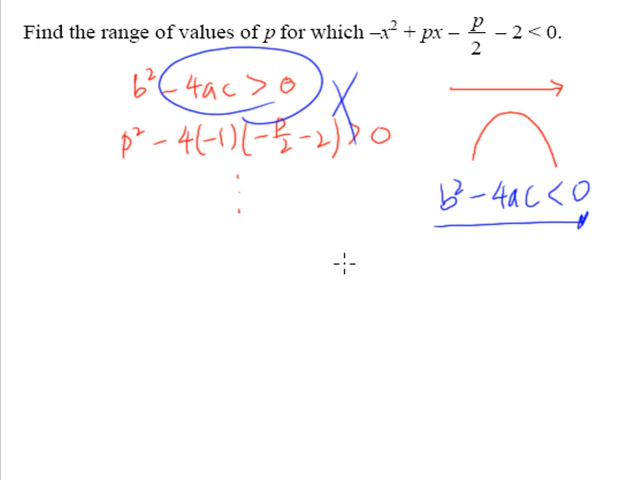 Find the range of values of p for which –x² + px – p/2 – 2 < 0.
b² – 4ac > 0
p² – 4(–1)(–p/2 – 2) > 0
b² – 4ac < 0